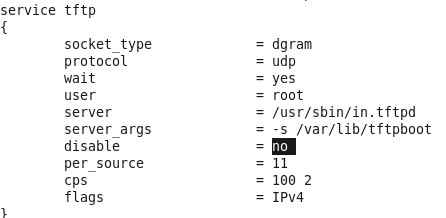 service tftp
{
socket_type = dgram
protocol = udp
wait = yes
user = root
server = /usr/sbin/in.tftpd
server_args = -s /var/lib/tftpboot
disable = no
per_source = 11
cps = 100 2
flags = IPv4
}